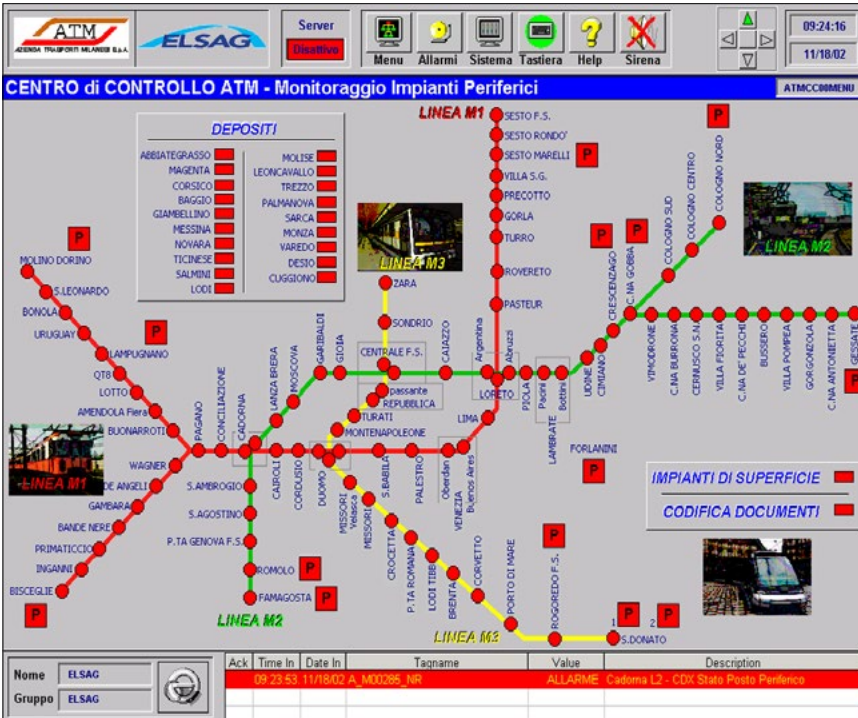 ATM
AZIENDA TRASPORTI MILANESI S.p.A.
ELSAG
Server
Disattivo
Menu
Allarmi
Sistema
Tastiera
Help
Sirena
09:24:16
11/18/02
CENTRO di CONTROLLO ATM - Monitoraggio Impianti Periferici
ATMCC00MENU
DEPOSITI
ABBIATEGRASSO
MAGENTA
CORSICO
BAGGIO
GIAMBELLINO
MESSINA
NOVARA
TICINESE
SALMINI
LODI
MOLISE
LEONCAVALLO
TREZZO
PALMANOVA
SARCA
MONZA
VAREDO
DESIO
CUGGIONO
LINEA M1
SESTO F.S.
SESTO RONDO'
SESTO MARELLI
P
VILLA S.G.
PRECOTTO
GORLA
TURRO
ROVERETO
PASTEUR
LINEA M3
ZARA
SONDRIO
CENTRALE F.S.
passante
REPUBBLICA
TURATI
MONTENAPOLEONE
P
COLOGNO NORD
COLOGNO CENTRO
COLOGNO SUD
LINEA M2
P
P
C.NA GOBBA
CRESCENZAGO
CIMIANO
UDINE
VIMODRONE
C.NA BURRONA
CERNUSCO S.N.
VILLA FIORITA
C.NA DE' PECCHI
BUSSERO
VILLA POMPEA
GORGONZOLA
C.NA ANTONIETTA
GESSATE
P
P
MOLINO DORINO
S.LEONARDO
BONOLA
URUGUAY
P
LAMPUGNANO
QT8
LOTTO
AMENDOLA Fiera
BUONARROTI
PAGANO
CONCILIAZIONE
CADORNA
LANZA BRERA
MOSCOVA
GARIBALDI
GIOIA
CAIAZZO
Argentina
Abruzzi
LORETO
PIOLA
Pacini
Bottini
LAMBRATE
LIMA
LINEA M1
WAGNER
DE ANGELI
GAMBARA
BANDE NERE
PRIMATICCIO
INGANNI
BISCEGLIE
P
S.AMBROGIO
S.AGOSTINO
P.TA GENOVA F.S.
ROMOLO
P
FAMAGOSTA
P
LINEA M2
CAIROLI
CORDUSIO
DUOMO
MISSORI
Velasca
MISSORI
S.BABILA
PALESTRO
Oberdan
VENEZIA
Buenos Aires
CROCETTA
P.TA ROMANA
LODI TIBB
BRENTA
CORVETTO
PORTO DI MARE
ROGOREDO F.S.
P
LINEA M3
1
P
2
P
S.DONATO
FORLANINI
P
IMPIANTI DI SUPERFICIE
CODIFICA DOCUMENTI
Nome
ELSAG
Gruppo
ELSAG
Ack Time In Date In Tagname Value Description
09:23:53 11/18/02 A_M00285_NR ALLARME Cadorna L2 - CDX Stato Posto Periferico